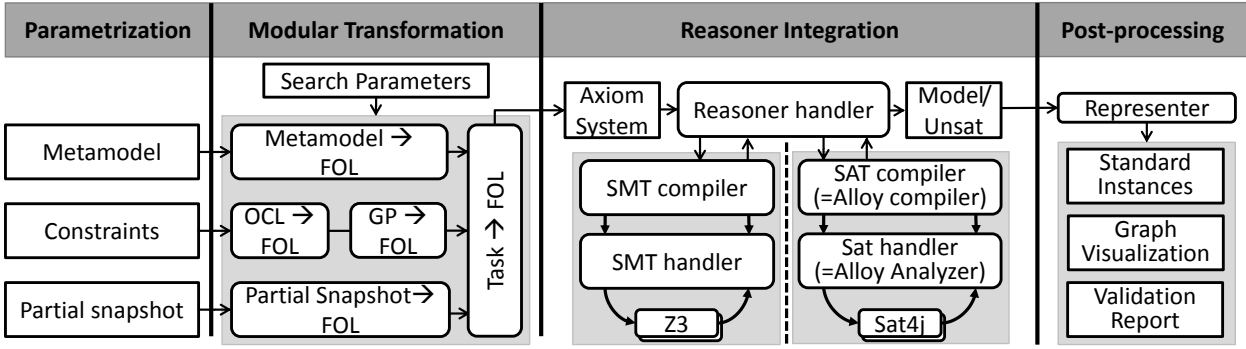 Parametrization
Modular Transformation
Reasoner Integration
Post-processing
Search Parameters
Metamodel
Constraints
Partial snapshot
Metamodel →
FOL
OCL →
FOL
GP →
FOL
Partial Snapshot→
FOL
Task → FOL
Axiom
System
Reasoner handler
Model/
Unsat
SMT compiler
SMT handler
Z3
SAT compiler
(=Alloy compiler)
Sat handler
(=Alloy Analyzer)
Sat4j
Representer
Standard
Instances
Graph
Visualization
Validation
Report